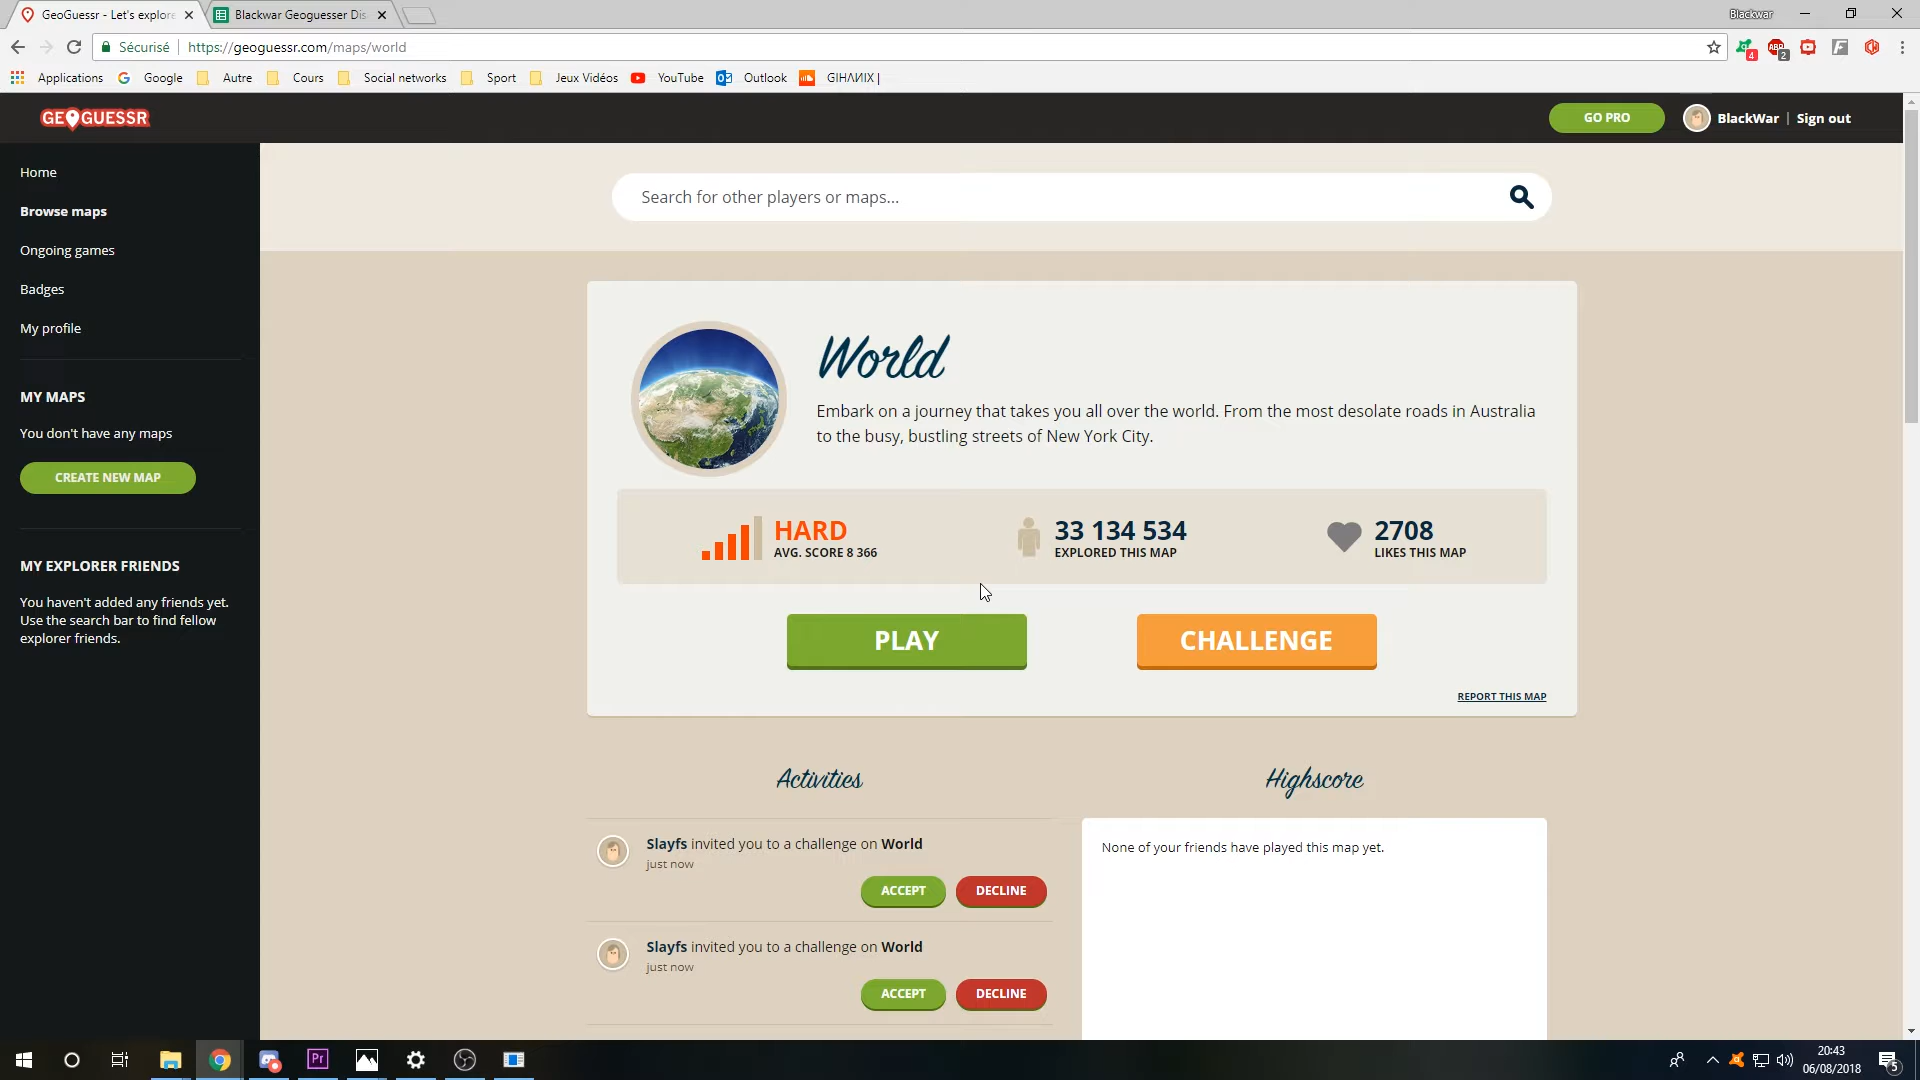 GeoGuessr - Let's explore
Blackwar Geoguesser Dis
Blackwar
Sécurisé
https://geoguessr.com/maps/world
4
ABP
2
Applications
Google
Autre
Cours
Social networks
Sport
Jeux Vidéos
YouTube
Outlook
GEOGUESSR
GO PRO
BlackWar | Sign out
Home
Browse maps
Ongoing games
Badges
My profile
MY MAPS
You don't have any maps
CREATE NEW MAP
MY EXPLORER FRIENDS
You haven't added any friends yet.
Use the search bar to find fellow
explorer friends.
Search for other players or maps...
World
Embark on a journey that takes you all over the world. From the most desolate roads in Australia
to the busy, bustling streets of New York City.
HARD
AVG. SCORE 8 366
33 134 534
EXPLORED THIS MAP
2708
LIKES THIS MAP
PLAY
CHALLENGE
REPORT THIS MAP
Activities
Slayfs invited you to a challenge on World
just now
ACCEPT
DECLINE
Slayfs invited you to a challenge on World
just now
ACCEPT
DECLINE
Highscore
None of your friends have played this map yet.
Pr
20:43
06/08/2018
5